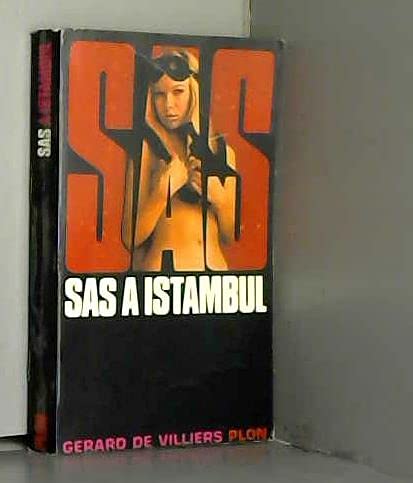 SAS
SAS A ISTAMBUL
GERARD DE VILLIERS PLON
SAS A ISTAMBUL